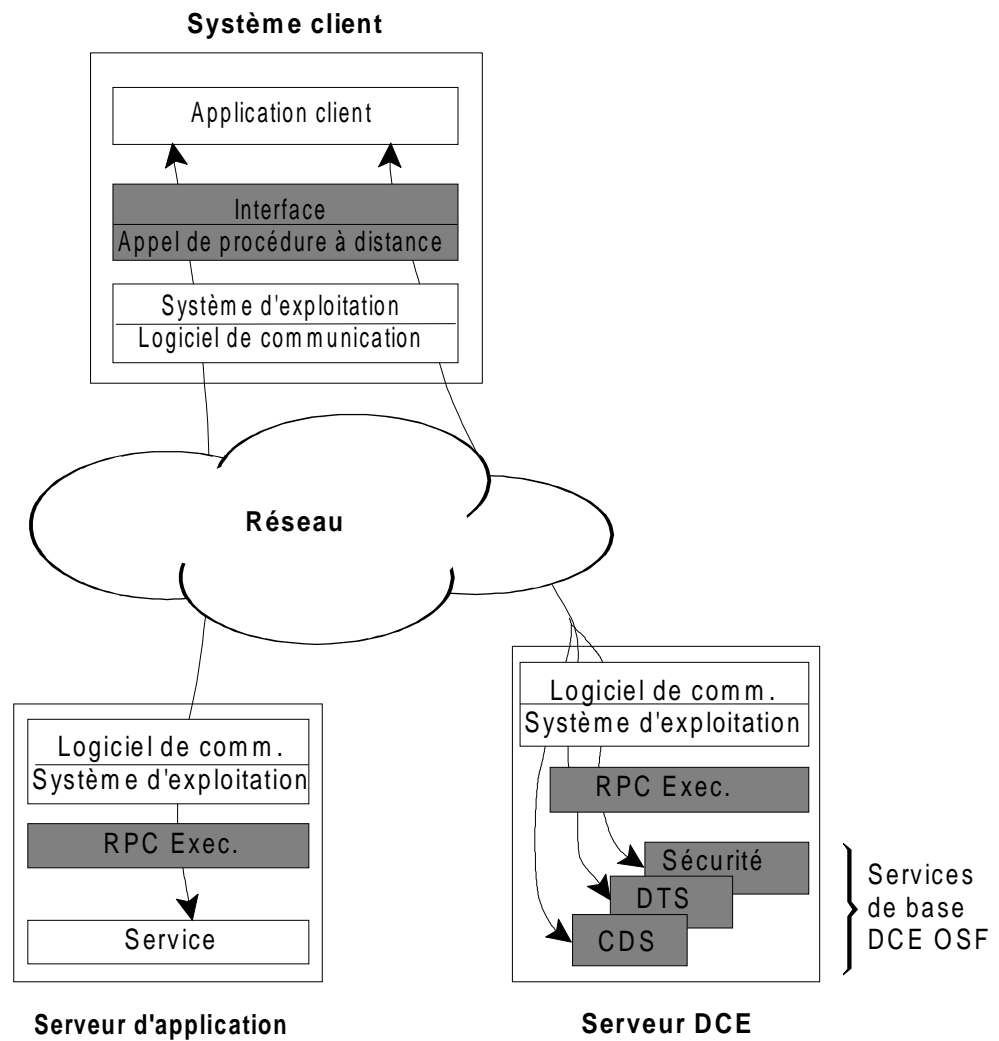 Système client
Application client
Interface
Appel de procédure à distance
Système d'exploitation
Logiciel de communication
Réseau
Logiciel de comm.
Système d'exploitation
RPC Exec.
Service
Serveur d'application
Logiciel de comm.
Système d'exploitation
RPC Exec.
Sécurité
DTS
CDS
Services
de base
DCE OSF
Serveur DCE